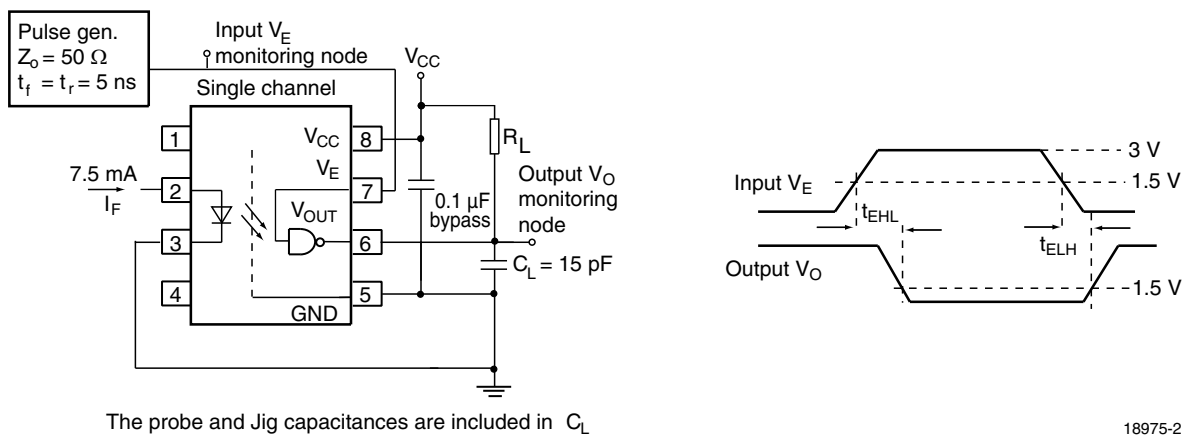 Pulse gen.
Zo = 50 Ω
tf = tr = 5 ns
Input VE
monitoring node
VCC
Single channel
1
VCC
8
RL
VE
7.5 mA
2
7
IF
Output VO
monitoring
node
0.1 µF
bypass
VOUT
3
6
CL = 15 pF
4
5
GND
The probe and Jig capacitances are included in CL
3 V
Input VE
1.5 V
tEHL
tELH
Output VO
1.5 V
18975-2